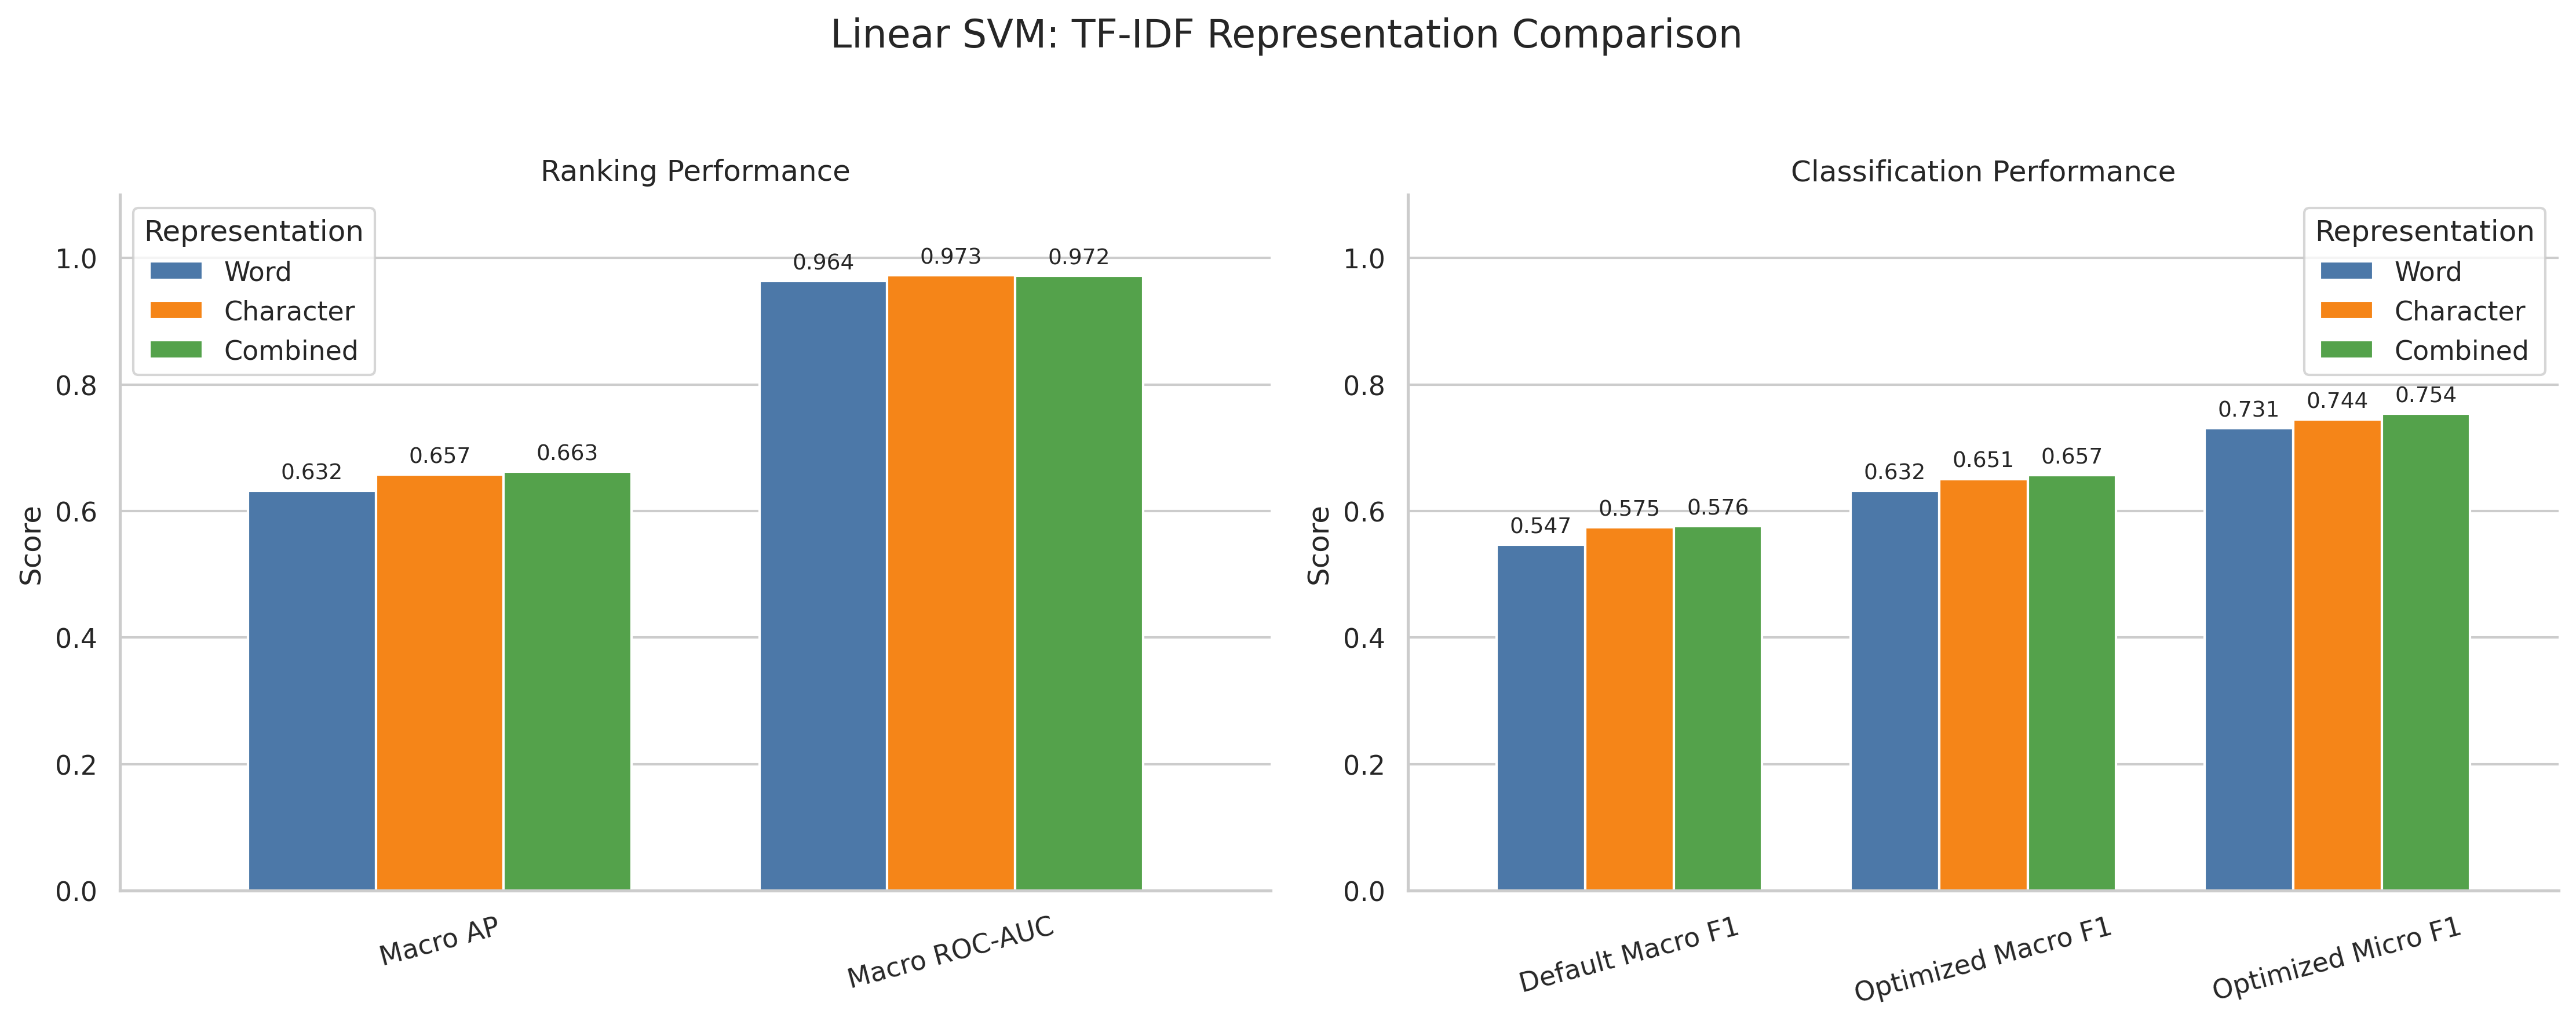 Linear SVM: TF-IDF Representation Comparison
Ranking Performance
Representation
Word
Character
Combined
Score
1.0
0.8
0.6
0.4
0.2
0.0
0.632
0.657
0.663
0.964
0.973
0.972
Macro AP
Macro ROC-AUC
Classification Performance
Representation
Word
Character
Combined
Score
1.0
0.8
0.6
0.4
0.2
0.0
0.547
0.575
0.576
0.632
0.651
0.657
0.731
0.744
0.754
Default Macro F1
Optimized Macro F1
Optimized Micro F1